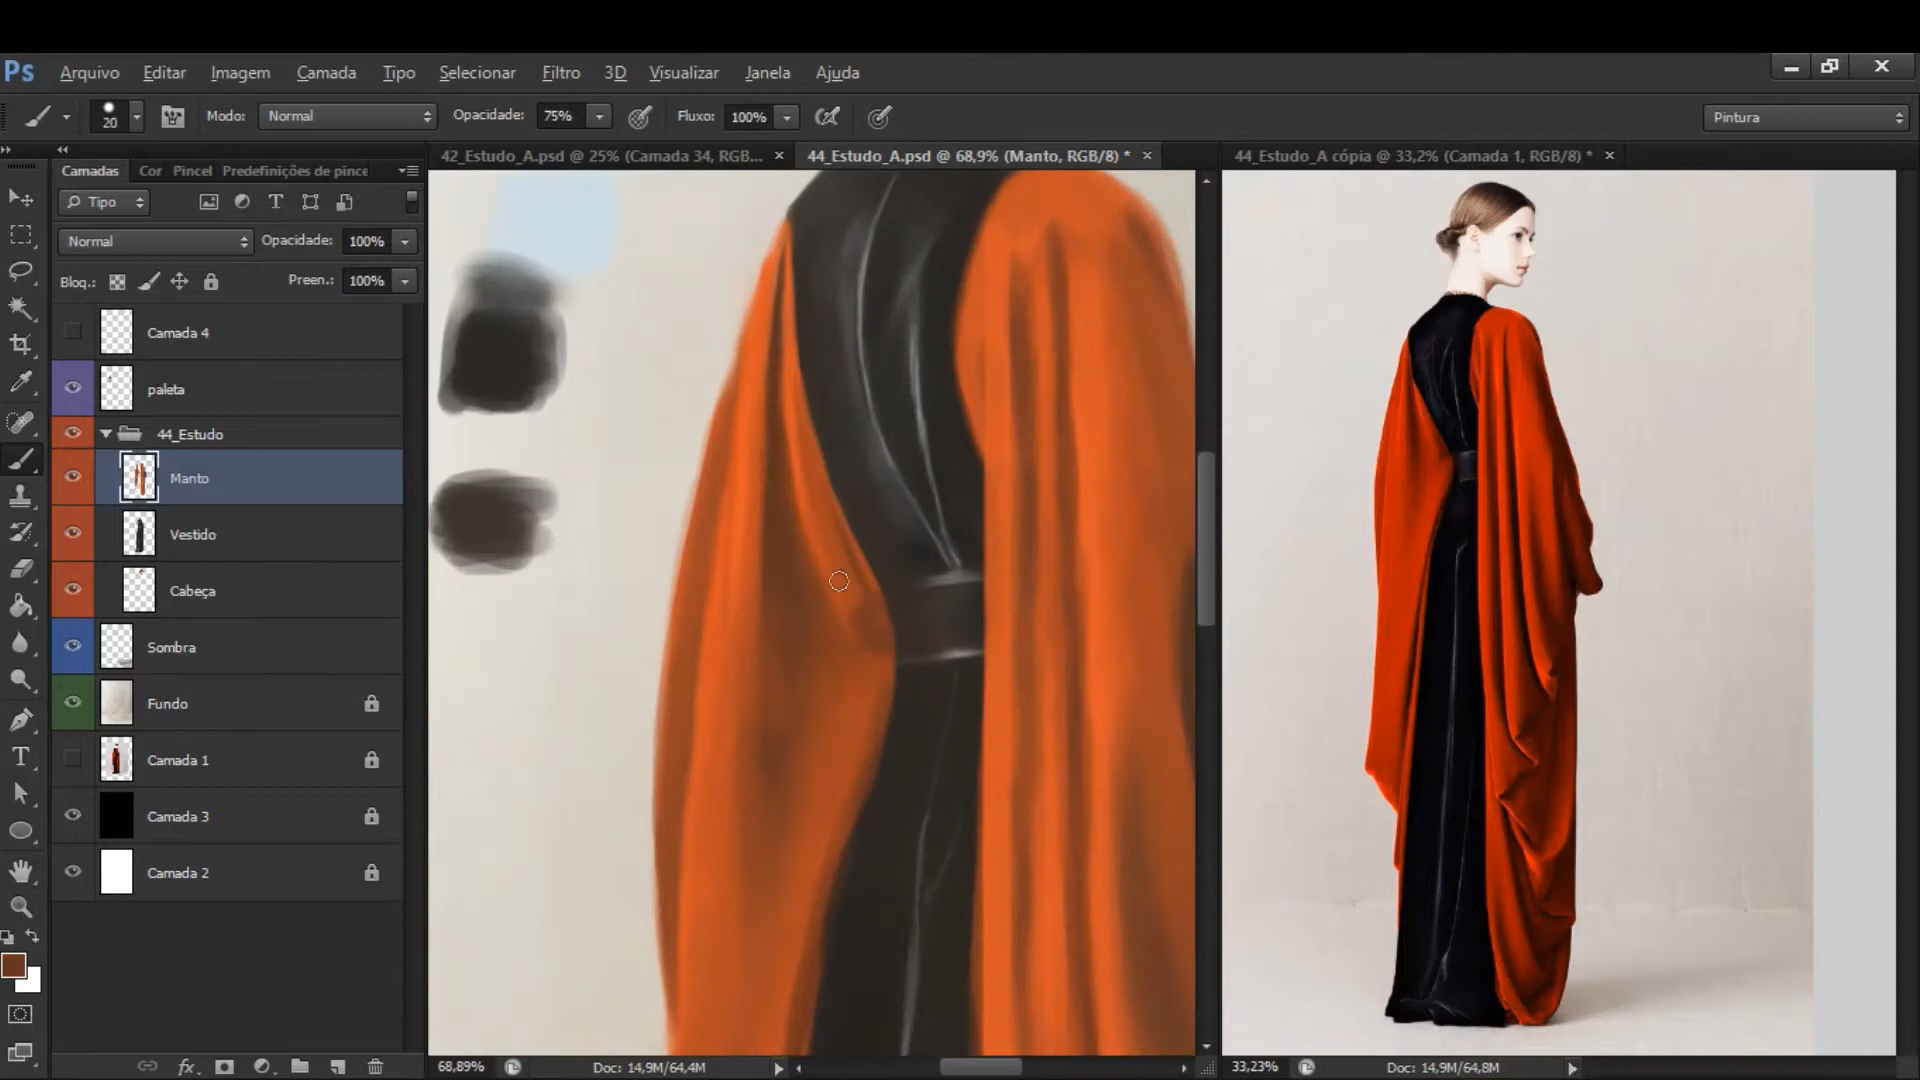 Ps Arquivo Editar Imagem Camada Tipo Selecionar Filtro 3D Visualizar Janela Ajuda
20 Modo: Normal Opacidade: 75% Fluxo: 100% Pintura
Camadas Cor Pincel Predefinições de pince
42_Estudo_A.psd @ 25% (Camada 34, RGB... × 44_Estudo_A.psd @ 68,9% (Manto, RGB/8) * × 44_Estudo_A cópia @ 33,2% (Camada 1, RGB/8) * ×
Tipo
Normal Opacidade: 100%
Bloq.: Preen.: 100%
Camada 4
paleta
44_Estudo
Manto
Vestido
Cabeça
Sombra
Fundo
Camada 1
Camada 3
Camada 2
fx
68,89% Doc: 14,9M/64,4M 33,23% Doc: 14,9M/64,8M